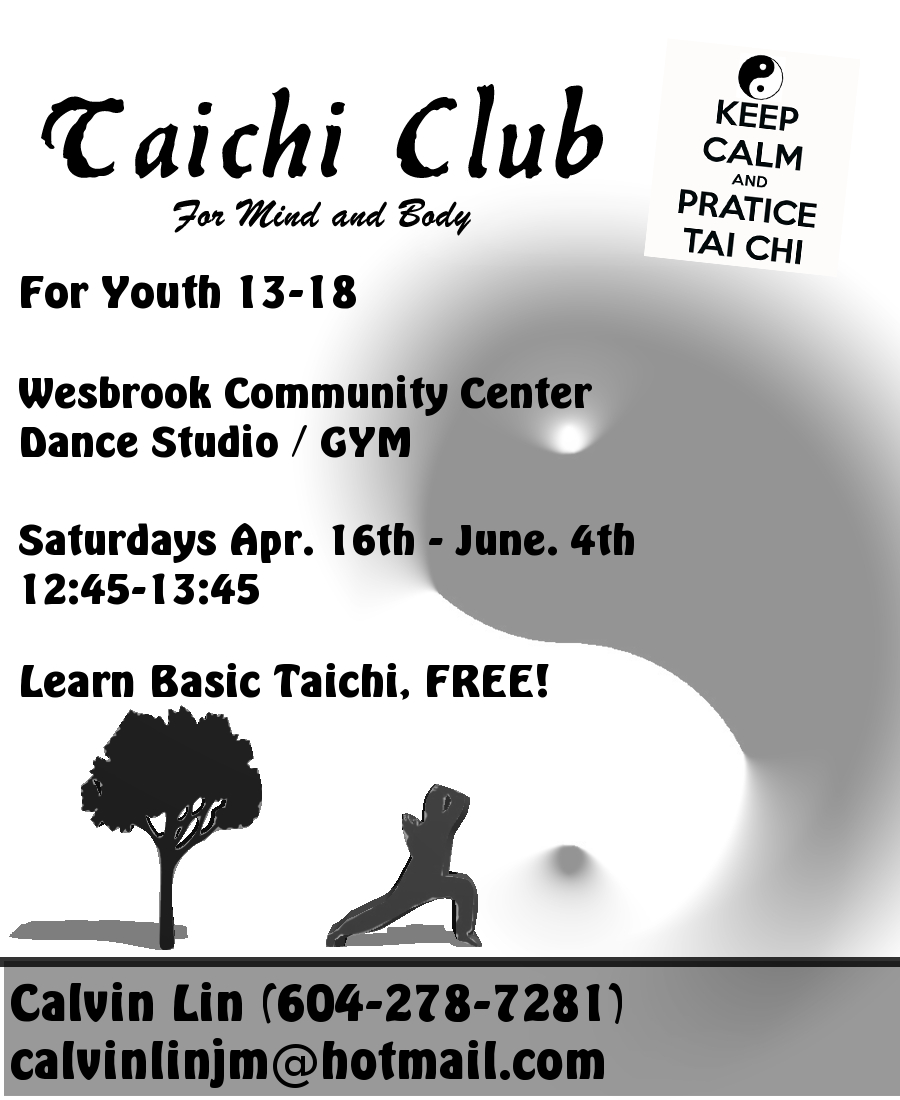 Taichi Club
For Mind and Body
KEEP
CALM
AND
PRATICE
TAI CHI
For Youth 13-18
Wesbrook Community Center
Dance Studio / GYM
Saturdays Apr. 16th - June. 4th
12:45-13:45
Learn Basic Taichi, FREE!
Calvin Lin (604-278-7281)
calvinlinjm@hotmail.com